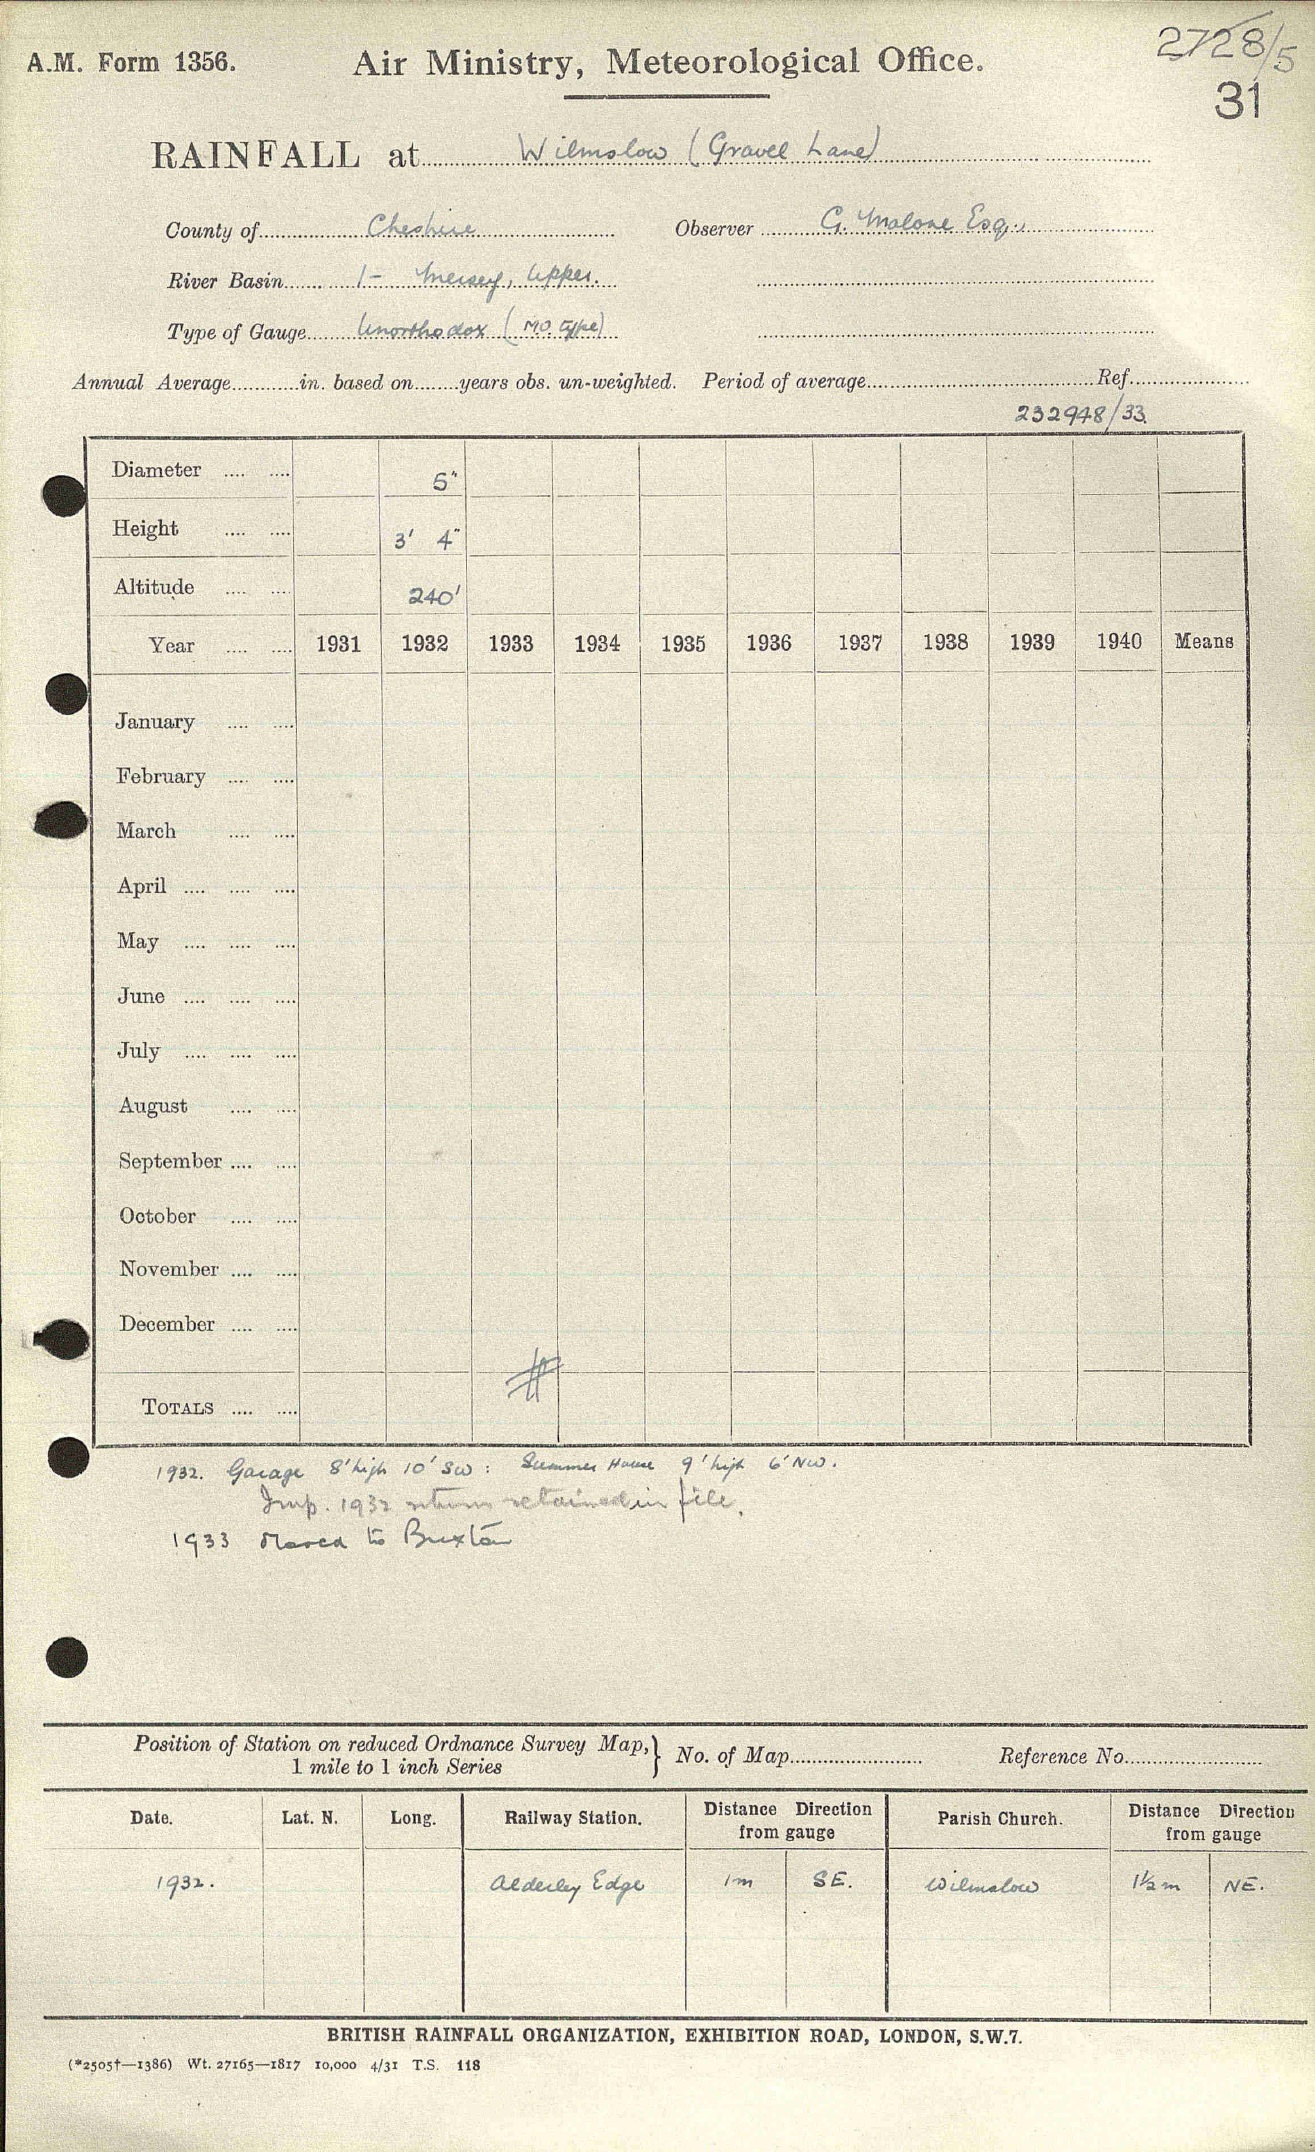 A.M. Form 1356. Air Ministry, Meteorological Office. 2728/5
31
RAINFALL at Wilmslow (Gravel Lane)
County of Cheshire Observer G. Malone Esq.,
River Basin 1- Mersey, Upper.
Type of Gauge Unorthodox (M.O. type)
Annual Average in. based on years obs. un-weighted. Period of average Ref.
232948/33.
Diameter .... .... 5"
Height .... .... 3' 4"
Altitude .... .... 240'
Year .... .... 1931 1932 1933 1934 1935 1936 1937 1938 1939 1940 Means
January .... ....
February .... ....
March .... ....
April .... .... ....
May .... .... ....
June .... .... ....
July .... .... ....
August .... ....
September .... ....
October .... ....
November .... ....
December .... ....
#
TOTALS .... ....
1932. Garage 8' high 10' SW : Summer House 9' high 6' NW.
Imp. 1932 return retained in file.
1933 Moved to Buxton
Position of Station on reduced Ordnance Survey Map, } No. of Map Reference No.
1 mile to 1 inch Series
Date. Lat. N. Long. Railway Station. Distance Direction Parish Church. Distance Direction
from gauge from gauge
1932. Alderley Edge 1m SE. Wilmslow 1½m NE.
BRITISH RAINFALL ORGANIZATION, EXHIBITION ROAD, LONDON, S.W.7.
(*2505†—1386) Wt. 27165—1817 10,000 4/31 T.S. 118